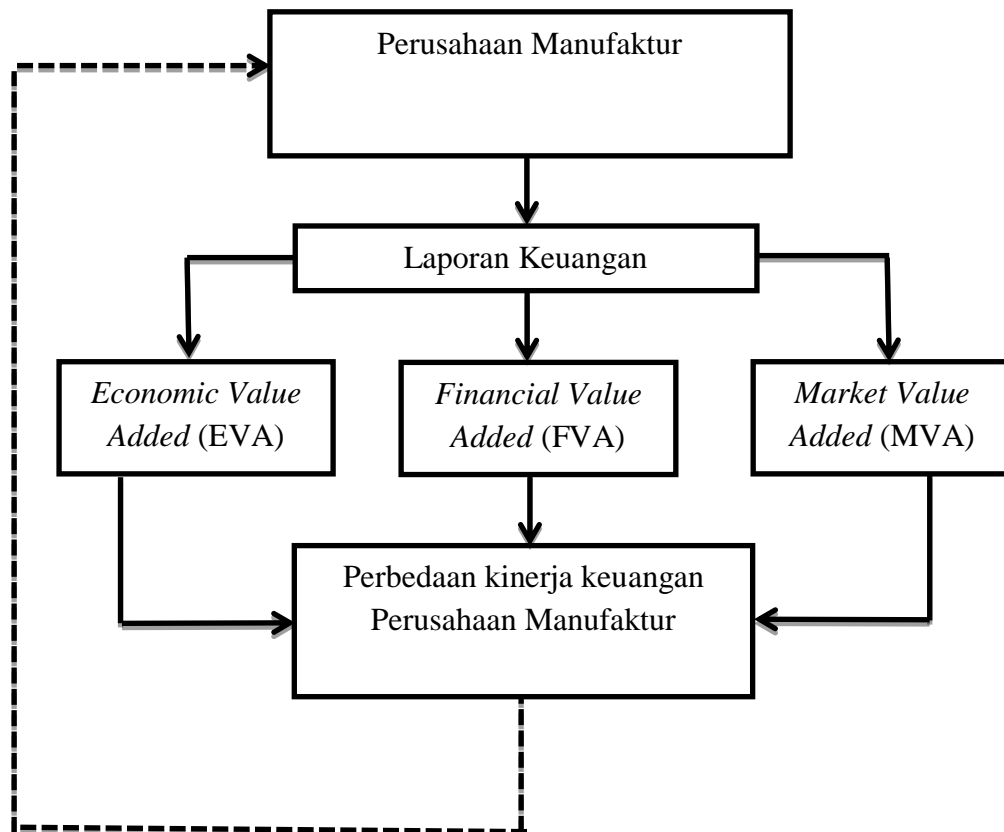 Perusahaan Manufaktur
Laporan Keuangan
Economic Value
Added (EVA)
Financial Value
Added (FVA)
Market Value
Added (MVA)
Perbedaan kinerja keuangan
Perusahaan Manufaktur